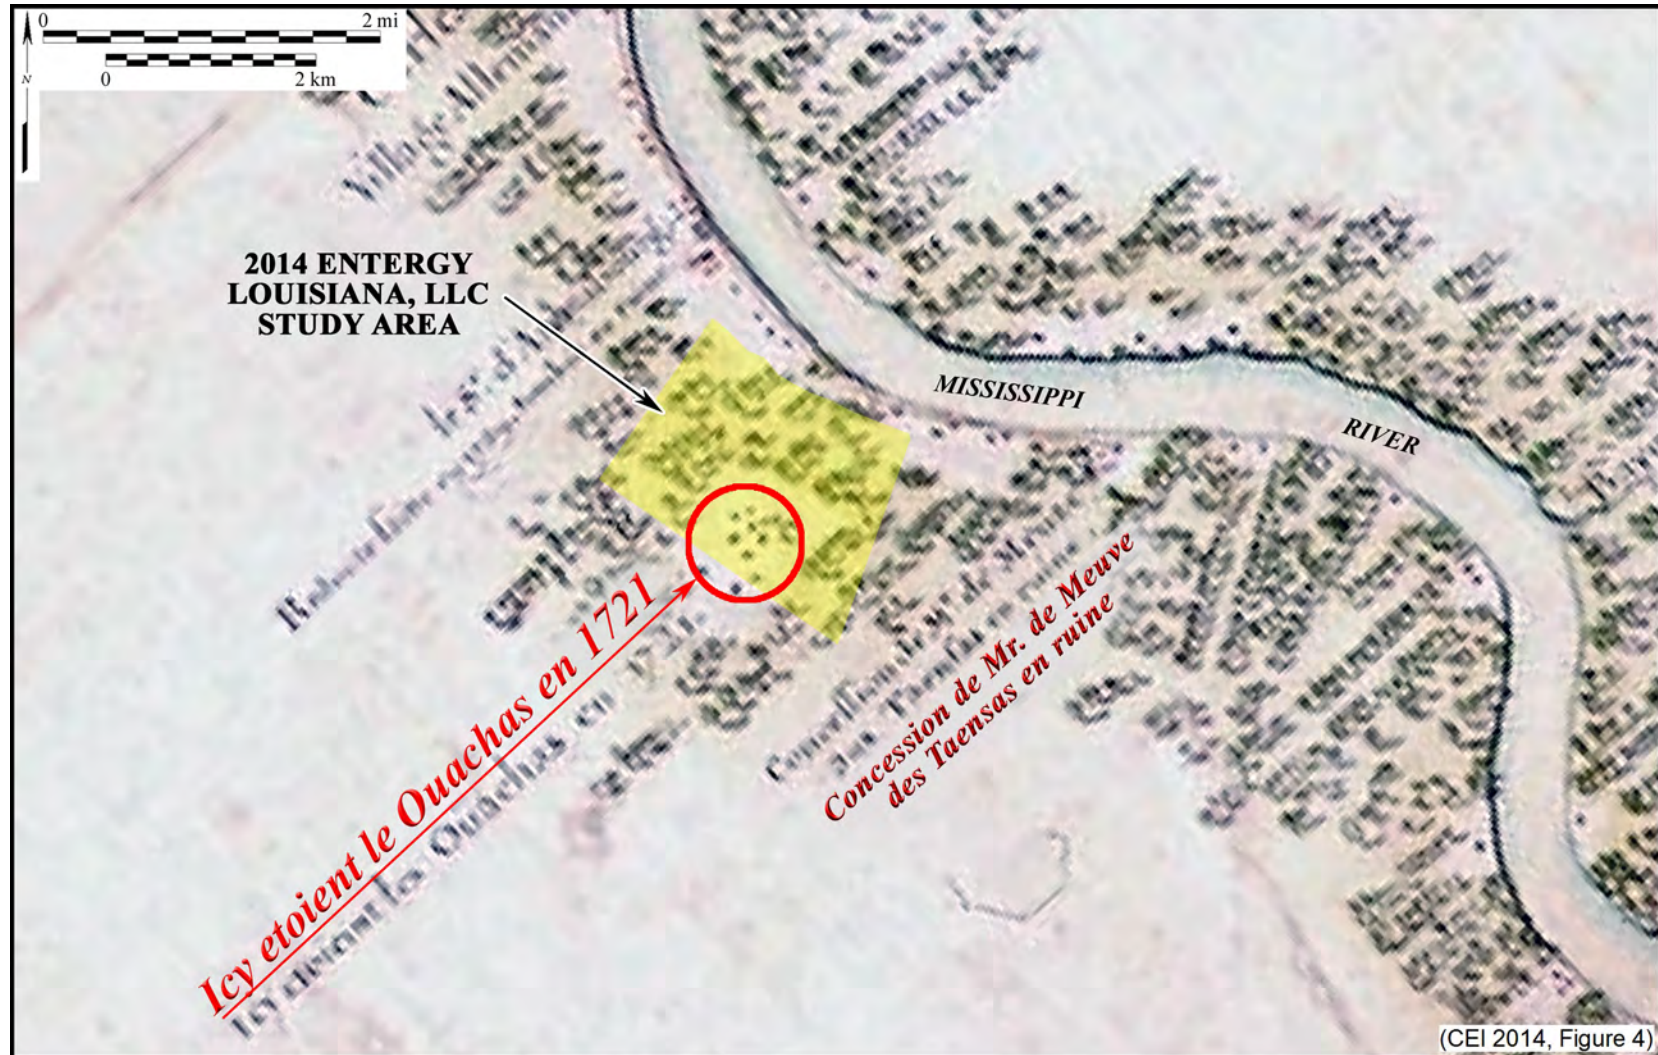 0 2 mi
0 2 km
N
2014 ENTERGY
LOUISIANA, LLC
STUDY AREA
MISSISSIPPI
RIVER
Icy etoient le Ouachas en 1721
Concession de Mr. de Meuve
des Taensas en ruine
(CEI 2014, Figure 4)